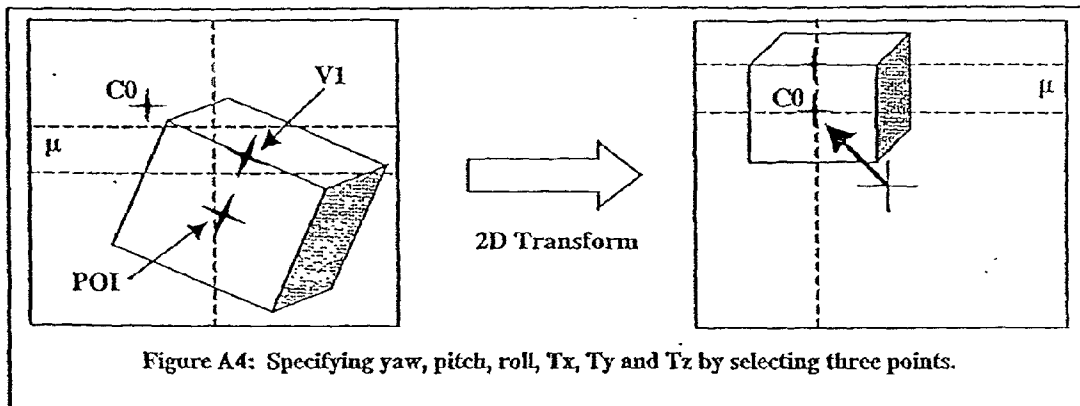 V1
C0
μ
POI
2D Transform
C0
μ
Figure A4: Specifying yaw, pitch, roll, Tx, Ty and Tz by selecting three points.